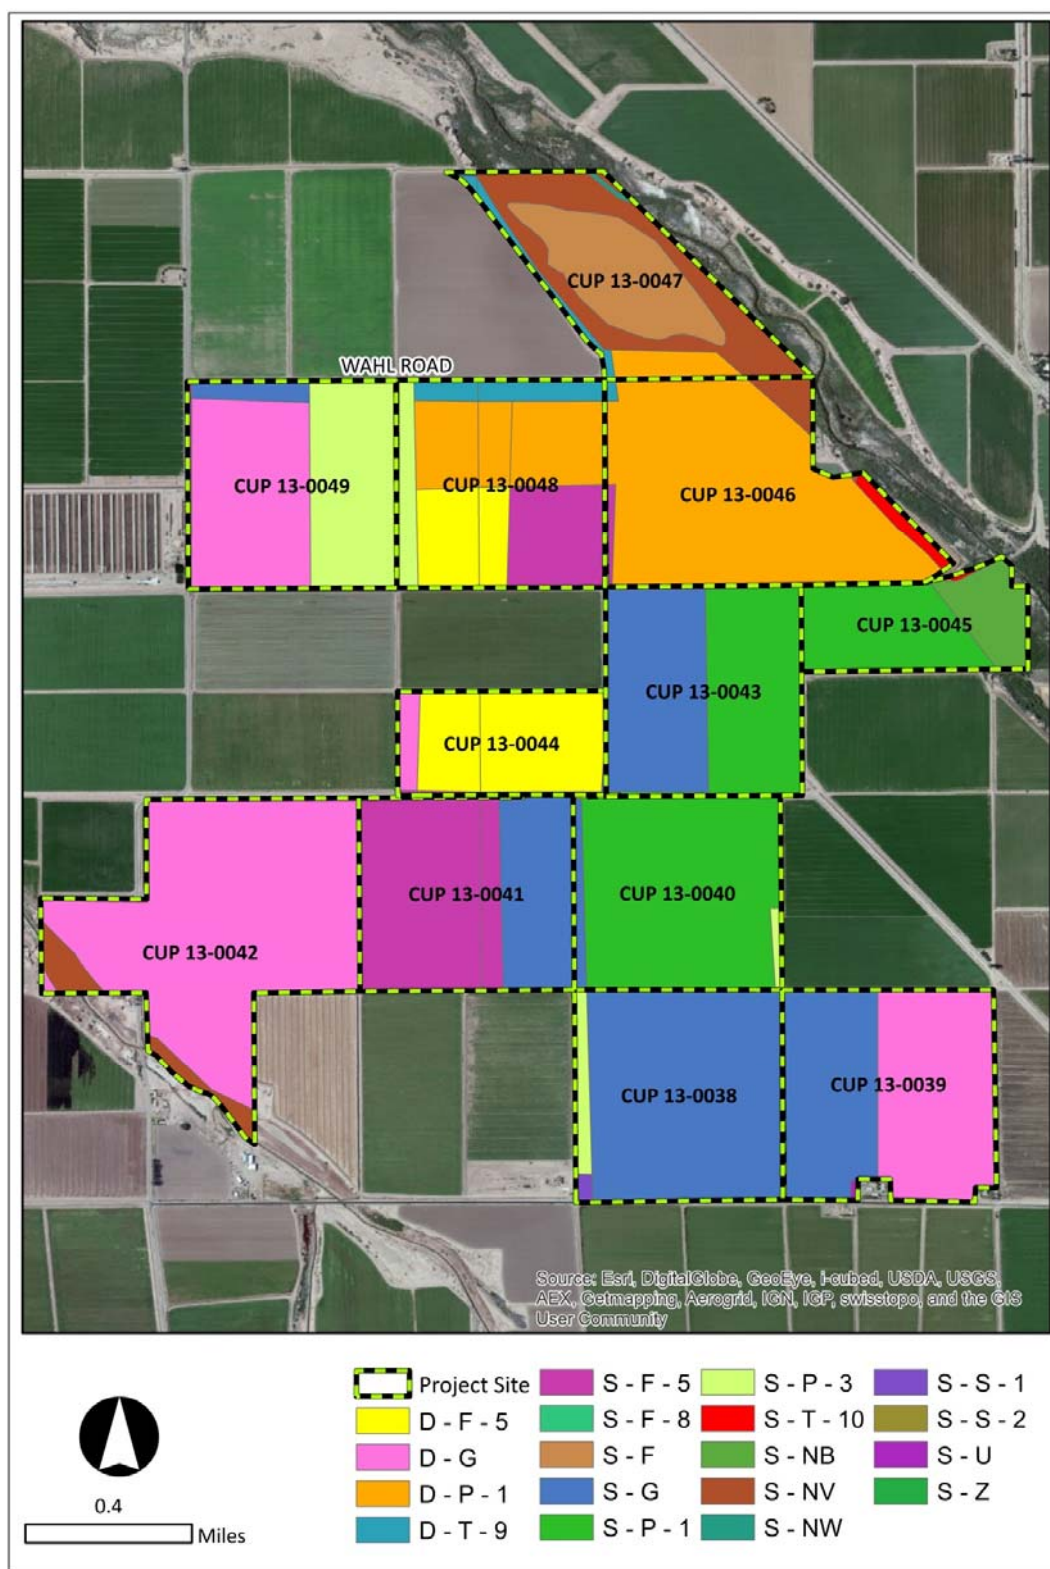 CUP 13-0047
WAHL ROAD
CUP 13-0049
CUP 13-0048
CUP 13-0046
CUP 13-0045
CUP 13-0043
CUP 13-0044
CUP 13-0041
CUP 13-0040
CUP 13-0042
CUP 13-0038
CUP 13-0039
Source: Esri, DigitalGlobe, GeoEye, i-cubed, USDA, USGS,
AEX, Getmapping, Aerogrid, IGN, IGP, swisstopo, and the GIS
User Community
0.4
Miles
Project Site
D - F - 5
D - G
D - P - 1
D - T - 9
S - F - 5
S - F - 8
S - F
S - G
S - P - 1
S - P - 3
S - T - 10
S - NB
S - NV
S - NW
S - S - 1
S - S - 2
S - U
S - Z